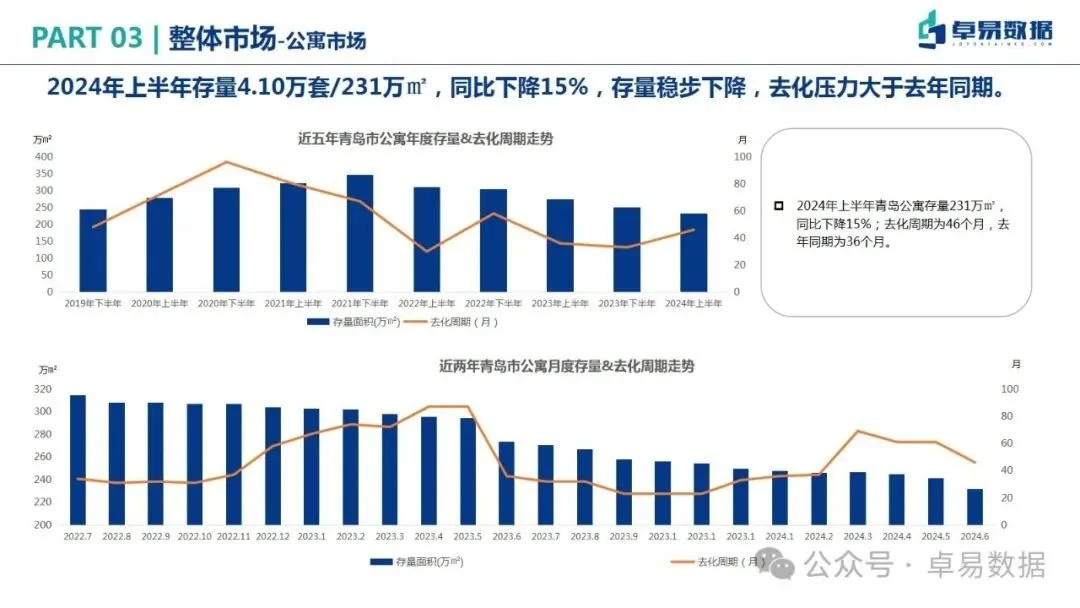 PART 03 | 整体市场-公寓市场
卓易数据
2024年上半年存量4.10万套/231万㎡，同比下降15%，存量稳步下降，去化压力大于去年同期。
近五年青岛市公寓年度存量&去化周期走势
万㎡
月
400
350
300
250
200
150
100
50
0
100
80
60
40
20
0
2019年下半年 2020年上半年 2020年下半年 2021年上半年 2021年下半年 2022年上半年 2022年下半年 2023年上半年 2023年下半年 2024年上半年
存量面积(万㎡) 去化周期（月）
2024年上半年青岛公寓存量231万㎡，
同比下降15%；去化周期为46个月，去
年同期为36个月。
近两年青岛市公寓月度存量&去化周期走势
万㎡
月
320
300
280
260
240
220
200
100
80
60
40
20
0
2022.7 2022.8 2022.9 2022.10 2022.11 2022.12 2023.1 2023.2 2023.3 2023.4 2023.5 2023.6 2023.7 2023.8 2023.9 2023.1 2023.1 2023.1 2024.1 2024.2 2024.3 2024.4 2024.5 2024.6
存量面积(万㎡) 去化周期（月）
公众号 · 卓易数据